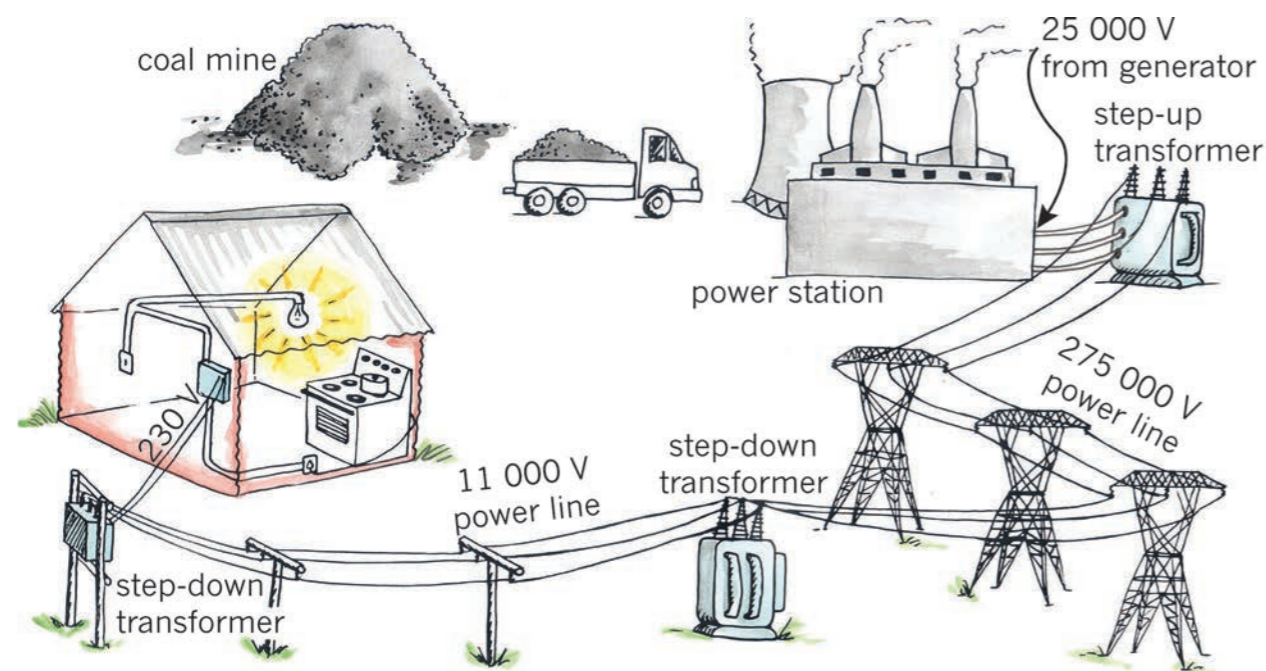 coal mine
25 000 V
from generator
step-up
transformer
power station
275 000 V
power line
230 V
11 000 V
power line
step-down
transformer
step-down
transformer